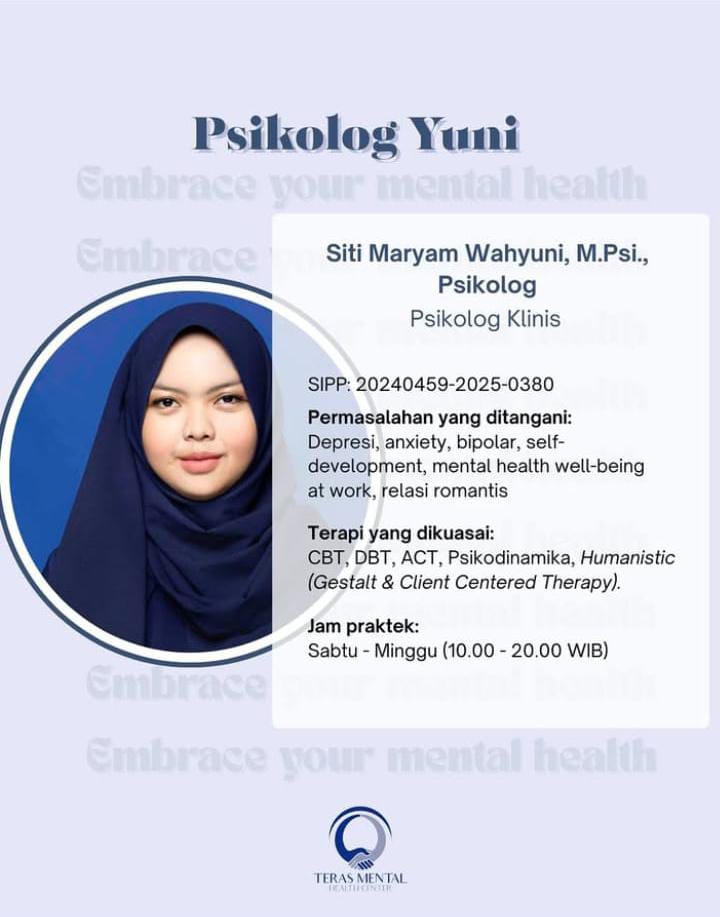 Psikolog Yuni
Embrace your mental health
Embrace
Siti Maryam Wahyuni, M.Psi.,
Psikolog
Psikolog Klinis
SIPP: 20240459-2025-0380
Permasalahan yang ditangani:
Depresi, anxiety, bipolar, self-
development, mental health well-being
at work, relasi romantis
Terapi yang dikuasai:
CBT, DBT, ACT, Psikodinamika, Humanistic
(Gestalt & Client Centered Therapy).
Jam praktek:
Sabtu - Minggu (10.00 - 20.00 WIB)
Embrace your mental health
Embrace your mental health
TERAS MENTAL
HEALTH CENTER